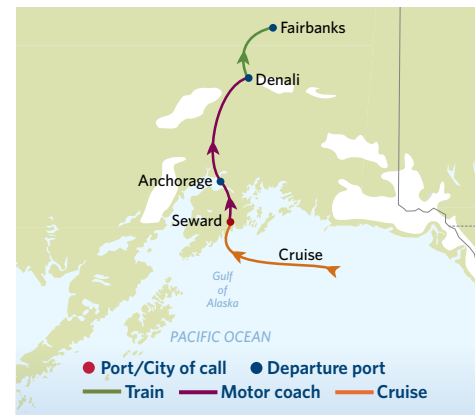 Fairbanks
Denali
Anchorage
Seward
Cruise
Gulf
of
Alaska
PACIFIC OCEAN
Port/City of call Departure port
Train Motor coach Cruise